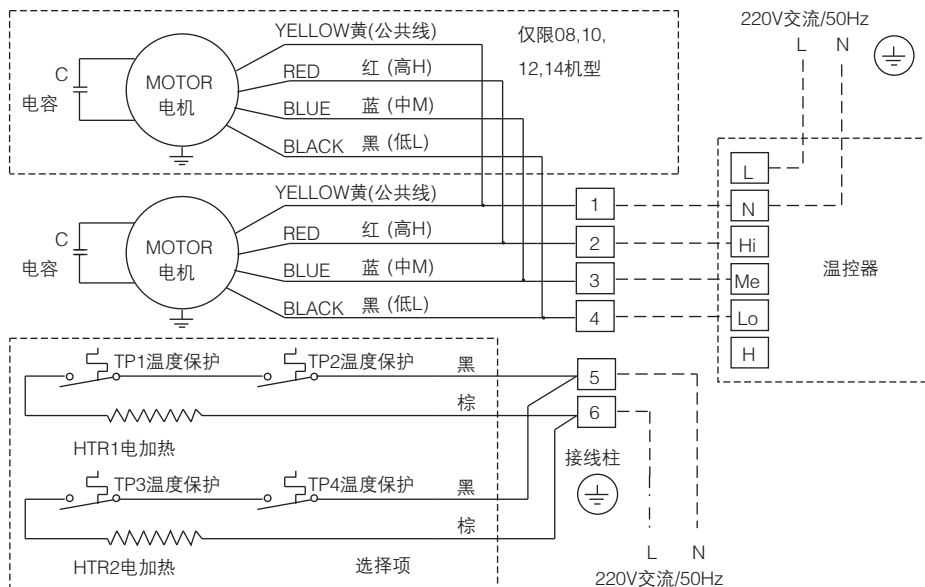 YELLOW黄(公共线)
仅限08,10,
12,14机型
C
电容
MOTOR
电机
RED 红 (高H)
BLUE 蓝 (中M)
BLACK 黑 (低L)
220V交流/50Hz
L N
YELLOW黄(公共线)
C
电容
MOTOR
电机
RED 红 (高H)
BLUE 蓝 (中M)
BLACK 黑 (低L)
1
2
3
4
L
N
Hi
Me
Lo
H
温控器
TP1温度保护 TP2温度保护 黑
棕
HTR1电加热
TP3温度保护 TP4温度保护 黑
棕
HTR2电加热 选择项
5
6
接线柱
L N
220V交流/50Hz